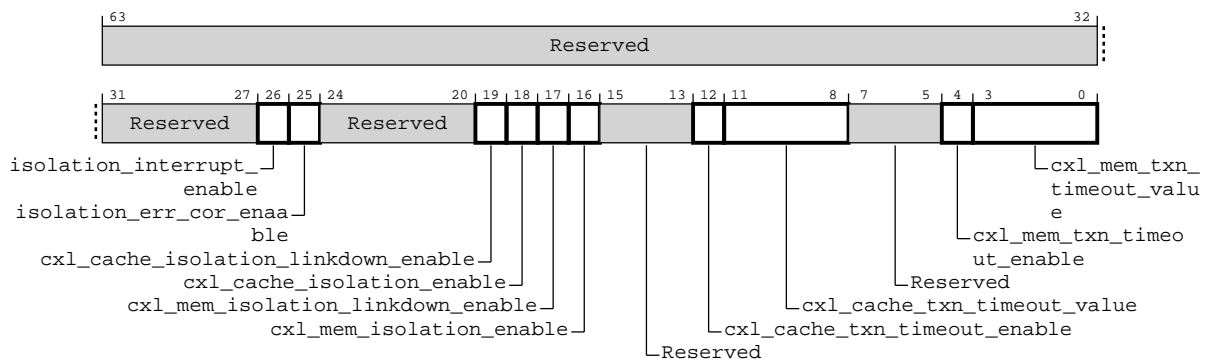 63 32
Reserved
31 27 26 25 24 20 19 18 17 16 15 13 12 11 8 7 5 4 3 0
Reserved Reserved
isolation_interrupt_ cxl_mem_txn_
enable timeout_valu
isolation_err_cor_enaa e
ble cxl_mem_txn_timeo
cxl_cache_isolation_linkdown_enable ut_enable
cxl_cache_isolation_enable Reserved
cxl_mem_isolation_linkdown_enable cxl_cache_txn_timeout_value
cxl_mem_isolation_enable cxl_cache_txn_timeout_enable
Reserved